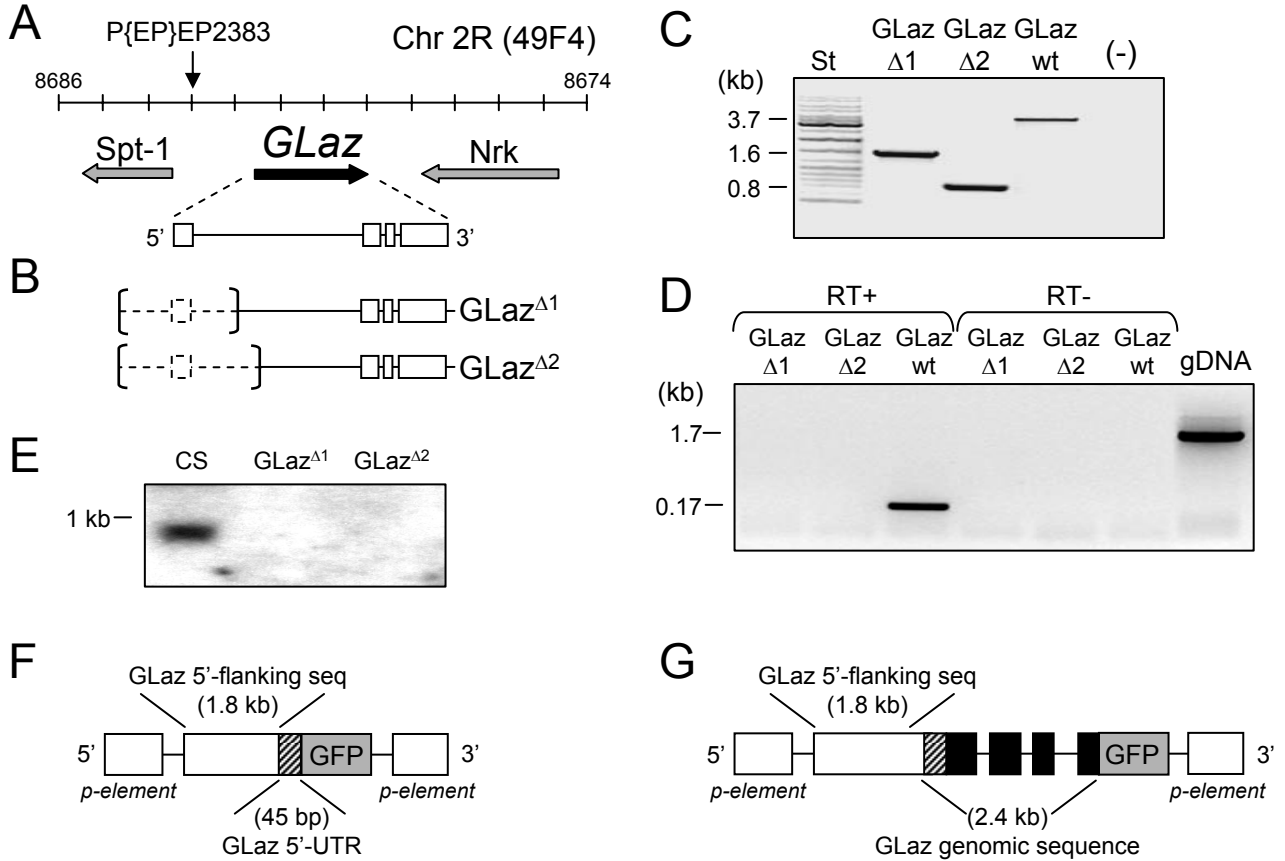 A
P{EP}EP2383
Chr 2R (49F4)
8686
8674
Spt-1
GLaz
Nrk
5’
3’
B
GLazΔ1
GLazΔ2
C
St
GLaz Δ1
GLaz Δ2
GLaz wt
(-)
(kb)
3.7
1.6
0.8
D
RT+
RT-
GLaz Δ1
GLaz Δ2
GLaz wt
GLaz Δ1
GLaz Δ2
GLaz wt
gDNA
(kb)
1.7
0.17
E
CS
GLazΔ1
GLazΔ2
1 kb
F
GLaz 5’-flanking seq
(1.8 kb)
5’
GFP
3’
p-element
p-element
(45 bp)
GLaz 5’-UTR
G
GLaz 5’-flanking seq
(1.8 kb)
5’
GFP
3’
p-element
p-element
(2.4 kb)
GLaz genomic sequence